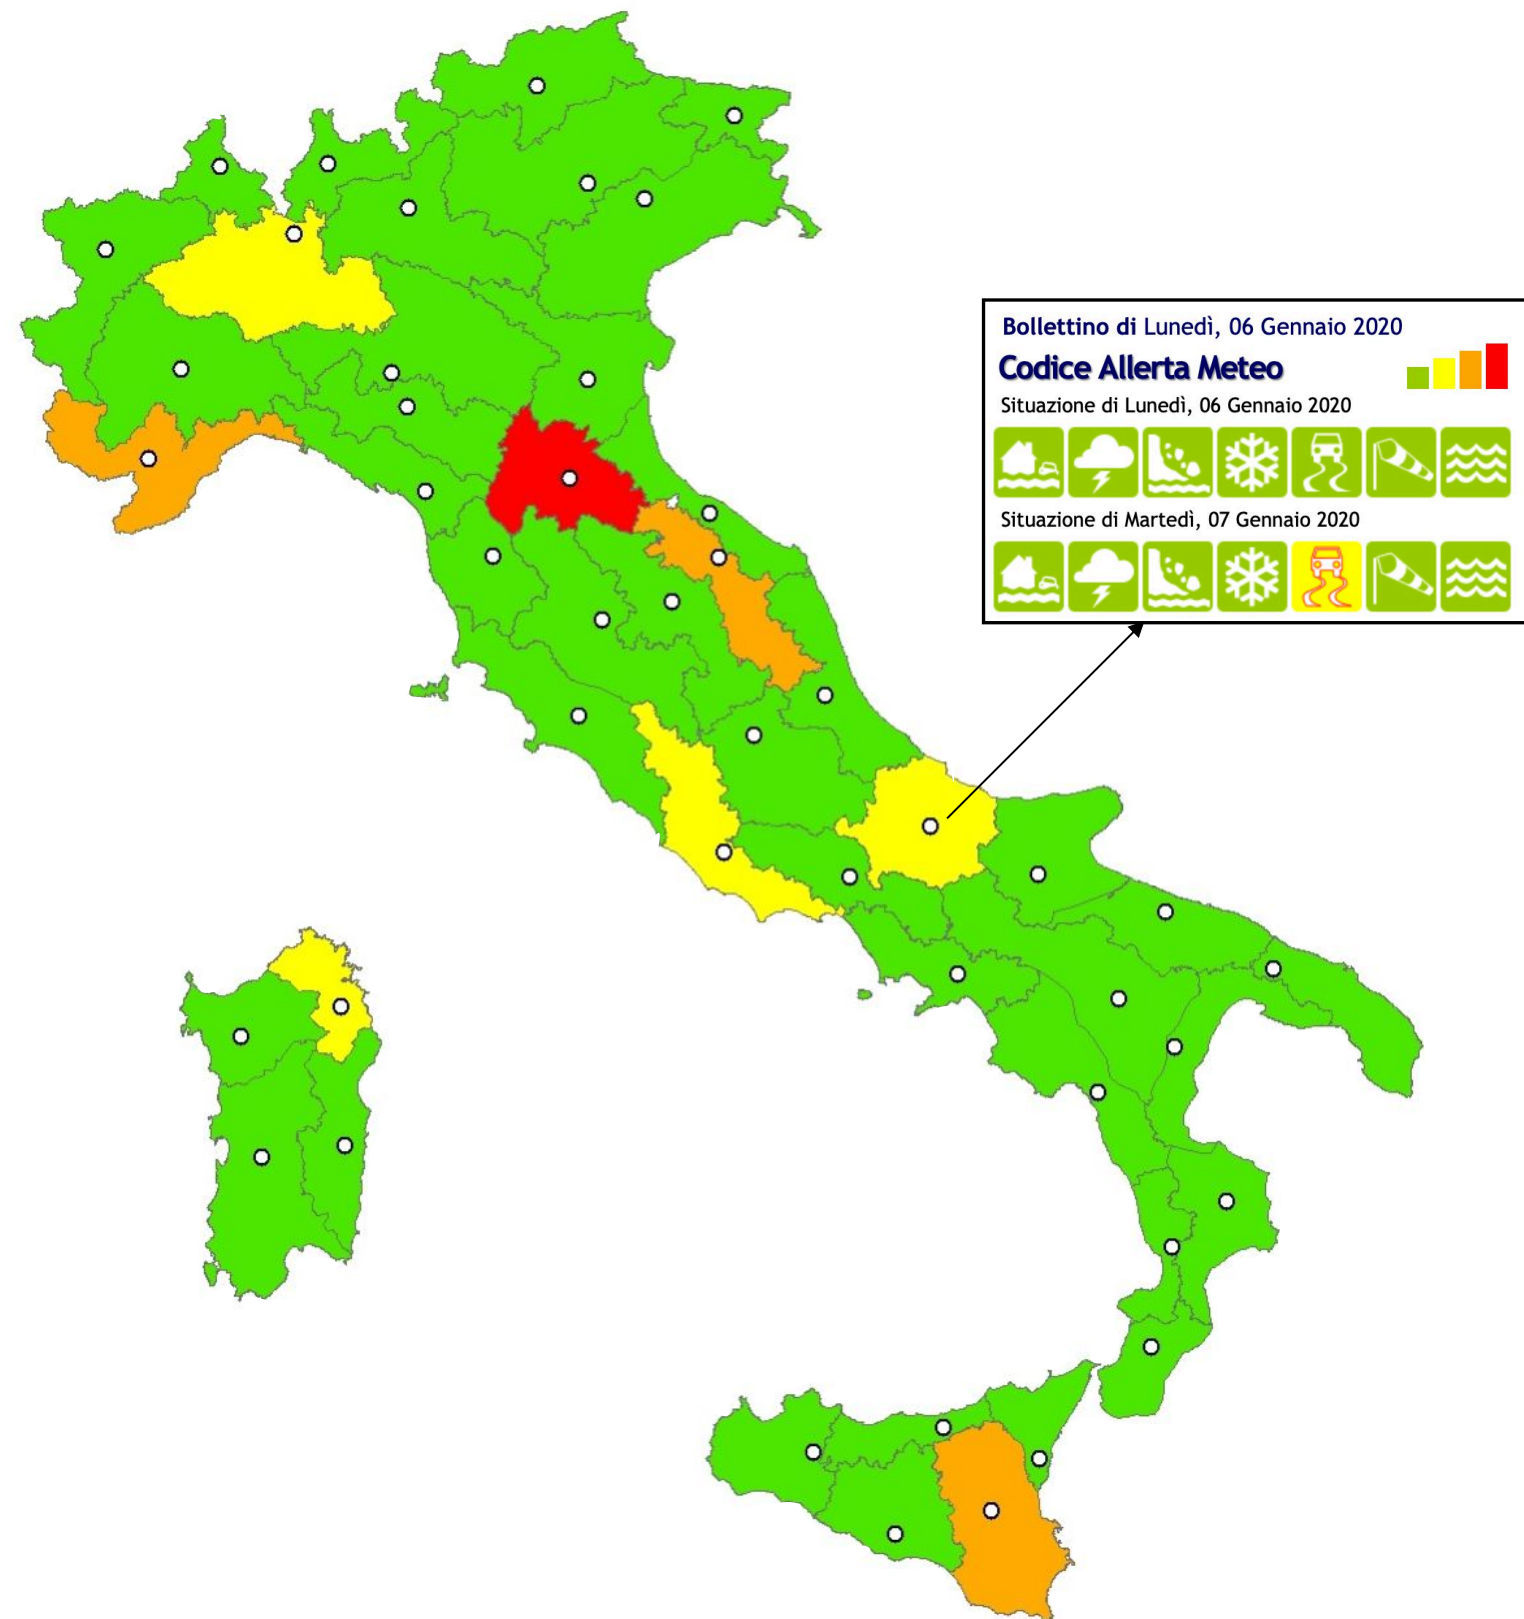 Bollettino di Lunedì, 06 Gennaio 2020
Codice Allerta Meteo
Situazione di Lunedì, 06 Gennaio 2020
Situazione di Martedì, 07 Gennaio 2020